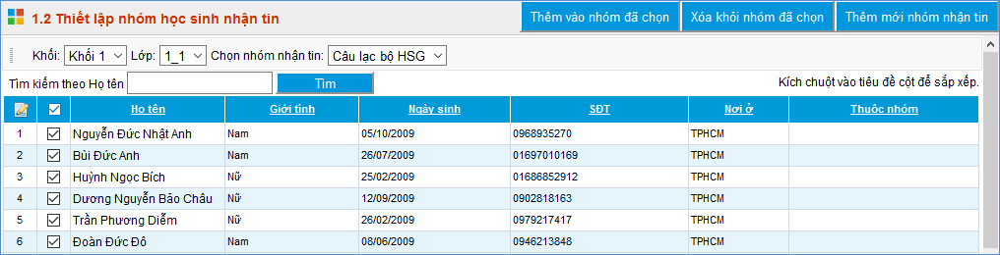 1.2 Thiết lập nhóm học sinh nhận tin Thêm vào nhóm đã chọn Xóa khỏi nhóm đã chọn Thêm mới nhóm nhận tin
Khối: Khối 1 Lớp: 1_1 Chọn nhóm nhận tin: Câu lạc bộ HSG
Tìm kiếm theo Họ tên Tìm Kích chuột vào tiêu đề cột để sắp xếp.
Họ tên Giới tính Ngày sinh SĐT Nơi ở Thuộc nhóm
1 Nguyễn Đức Nhật Anh Nam 05/10/2009 0968935270 TPHCM
2 Bùi Đức Anh Nam 26/07/2009 01697010169 TPHCM
3 Huỳnh Ngọc Bích Nữ 25/02/2009 01686852912 TPHCM
4 Dương Nguyễn Bảo Châu Nữ 12/09/2009 0902818163 TPHCM
5 Trần Phương Diễm Nữ 26/02/2009 0979217417 TPHCM
6 Đoàn Đức Đô Nam 08/06/2009 0946213848 TPHCM